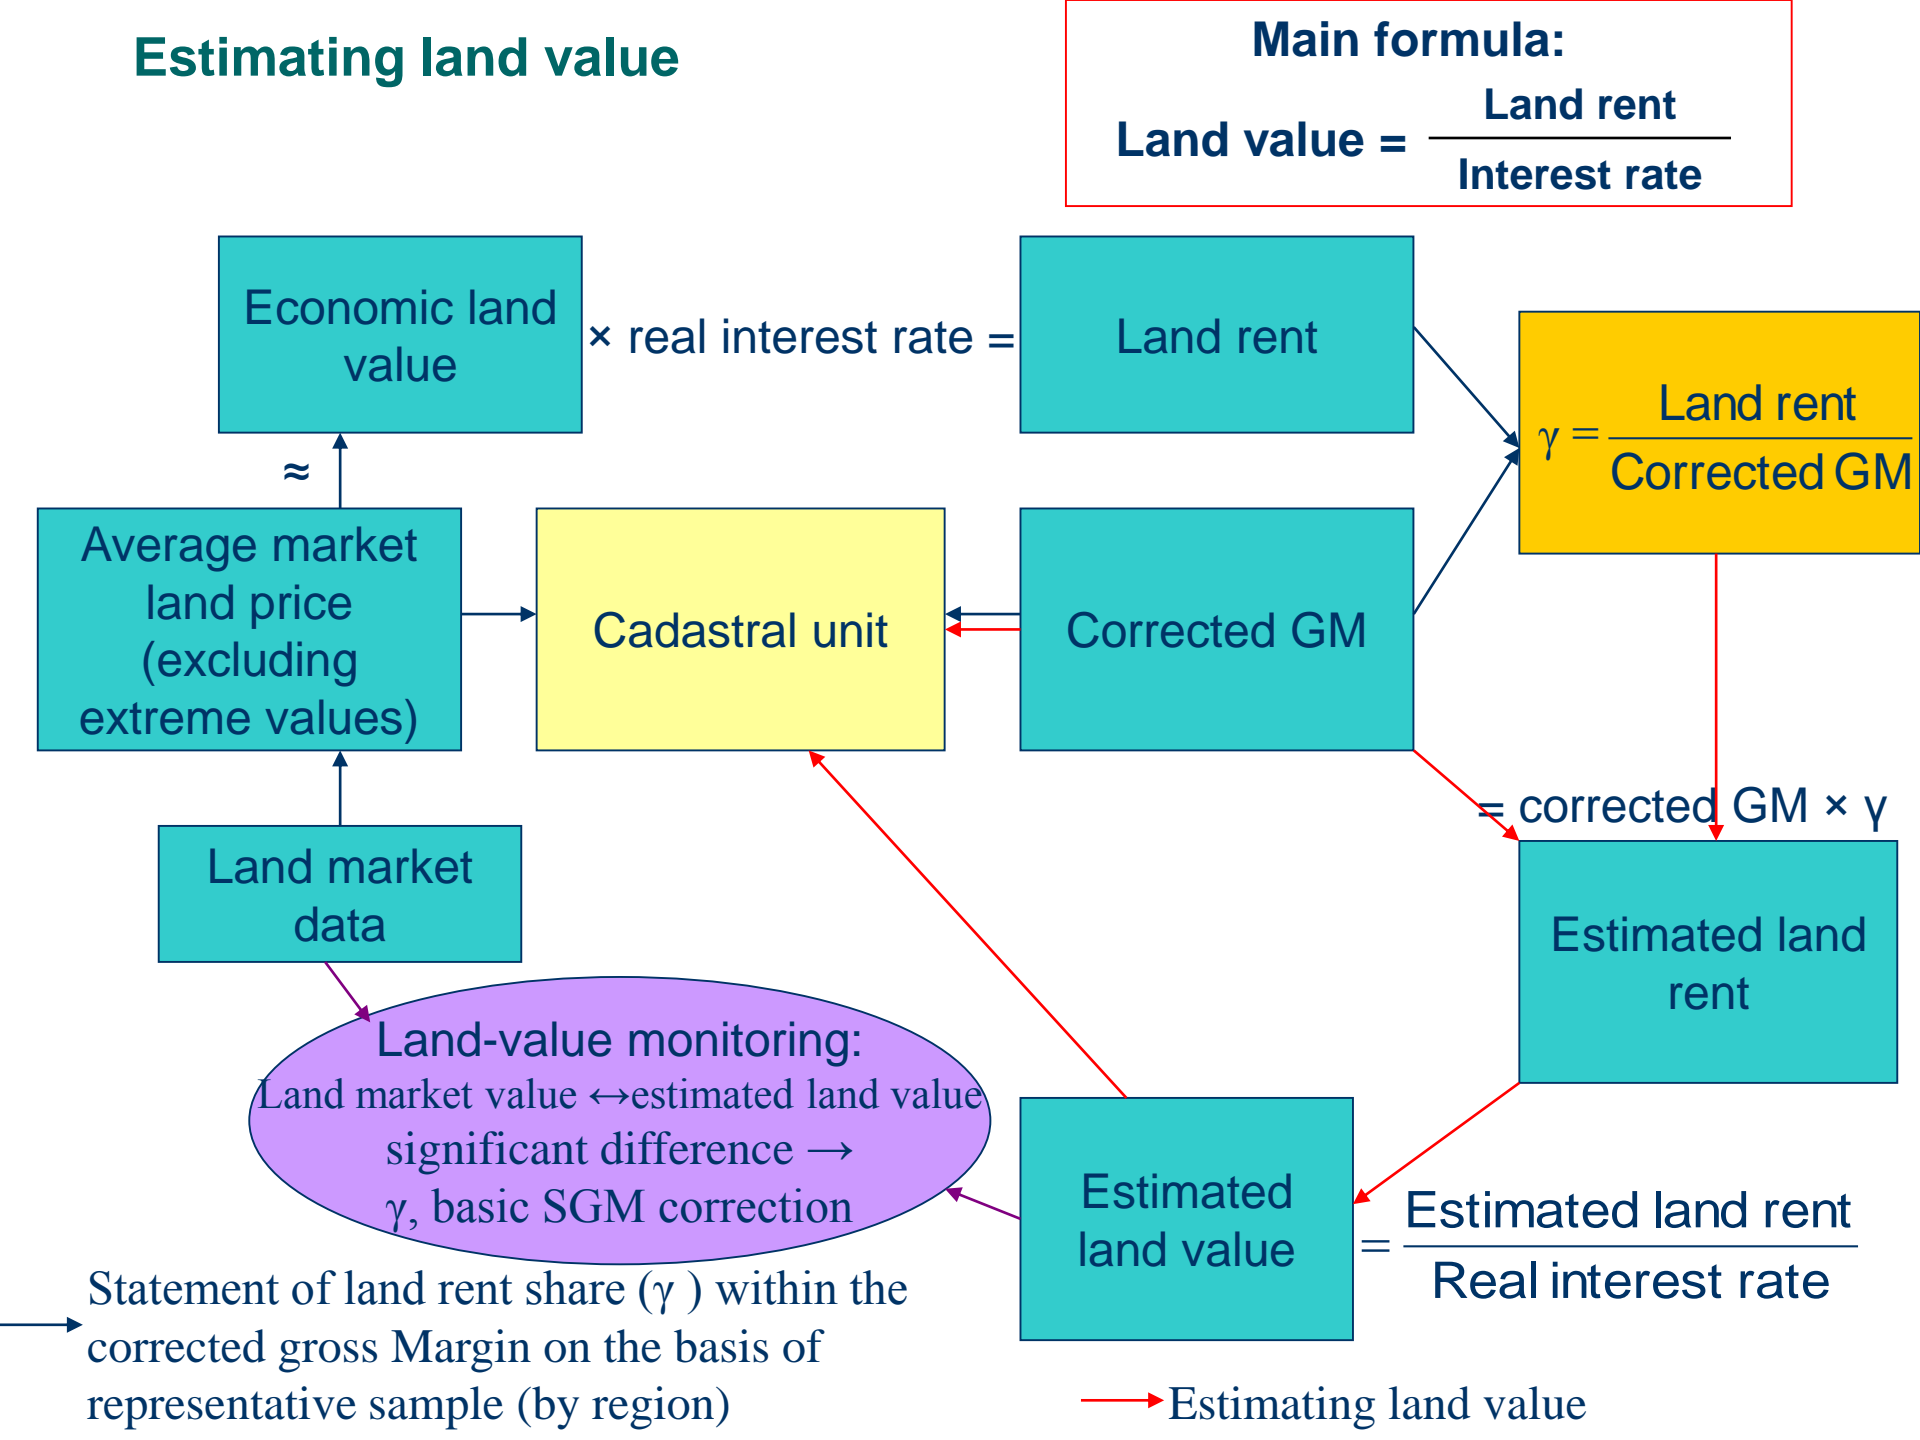 Estimating land value
Main formula:
Land value =
Land rent
Interest rate
Economic land
value
× real interest rate =
Land rent
γ =
Land rent
Corrected GM
≈
Average market
land price
(excluding
extreme values)
Cadastral unit
Corrected GM
= corrected GM × γ
Land market
data
Estimated land
rent
Land-value monitoring:
Land market value ↔estimated land value
significant difference →
γ, basic SGM correction
Estimated
land value
=
Estimated land rent
Real interest rate
Statement of land rent share (γ ) within the
corrected gross Margin on the basis of
representative sample (by region)
Estimating land value